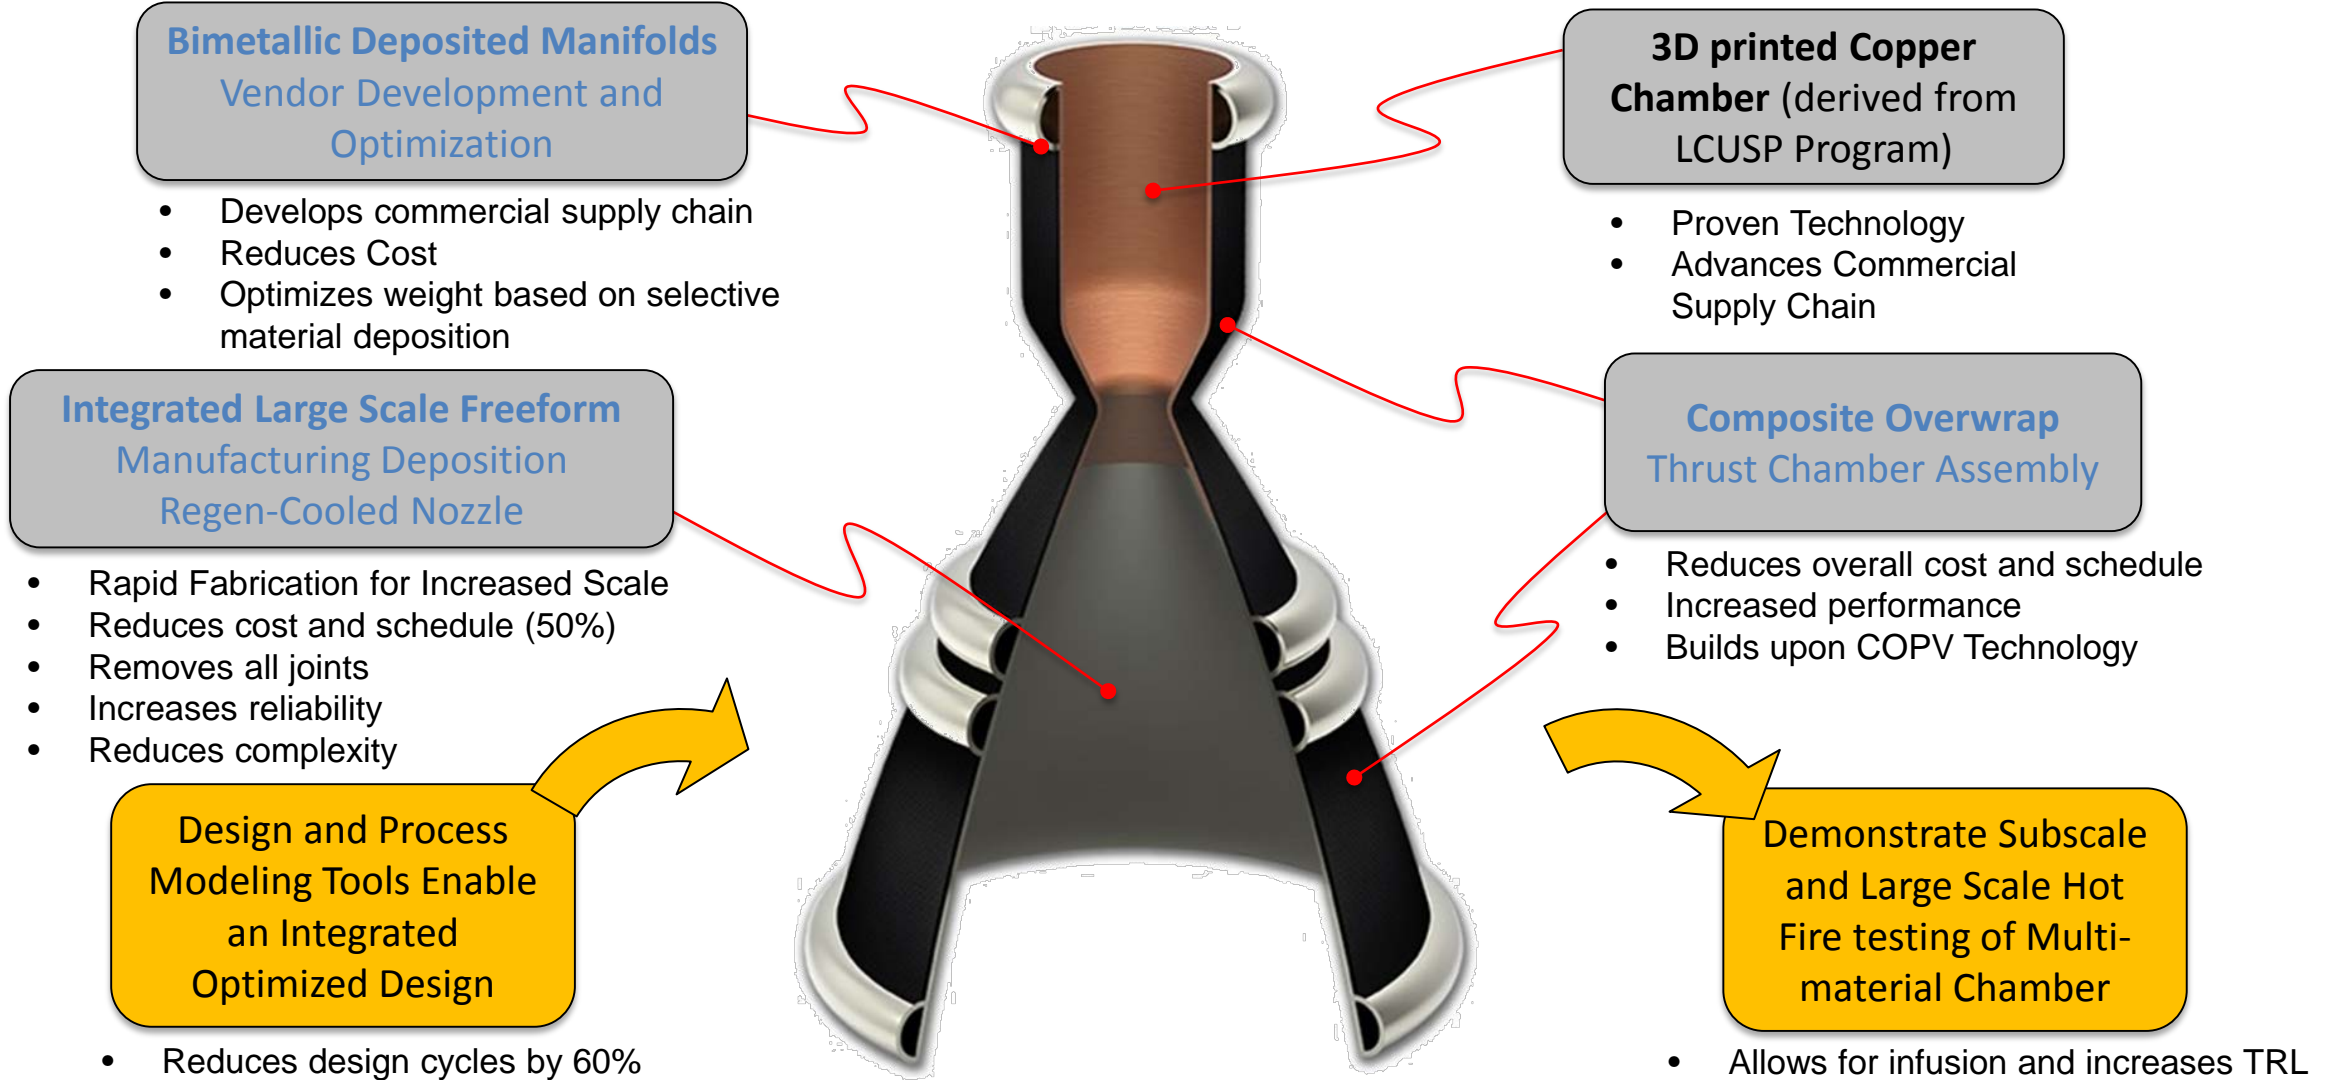 Bimetallic Deposited Manifolds
Vendor Development and
Optimization
• Develops commercial supply chain
• Reduces Cost
• Optimizes weight based on selective
material deposition
Integrated Large Scale Freeform
Manufacturing Deposition
Regen-Cooled Nozzle
• Rapid Fabrication for Increased Scale
• Reduces cost and schedule (50%)
• Removes all joints
• Increases reliability
• Reduces complexity
Design and Process
Modeling Tools Enable
an Integrated
Optimized Design
• Reduces design cycles by 60%
3D printed Copper
Chamber (derived from
LCUSP Program)
• Proven Technology
• Advances Commercial
Supply Chain
Composite Overwrap
Thrust Chamber Assembly
• Reduces overall cost and schedule
• Increased performance
• Builds upon COPV Technology
Demonstrate Subscale
and Large Scale Hot
Fire testing of Multi-
material Chamber
• Allows for infusion and increases TRL